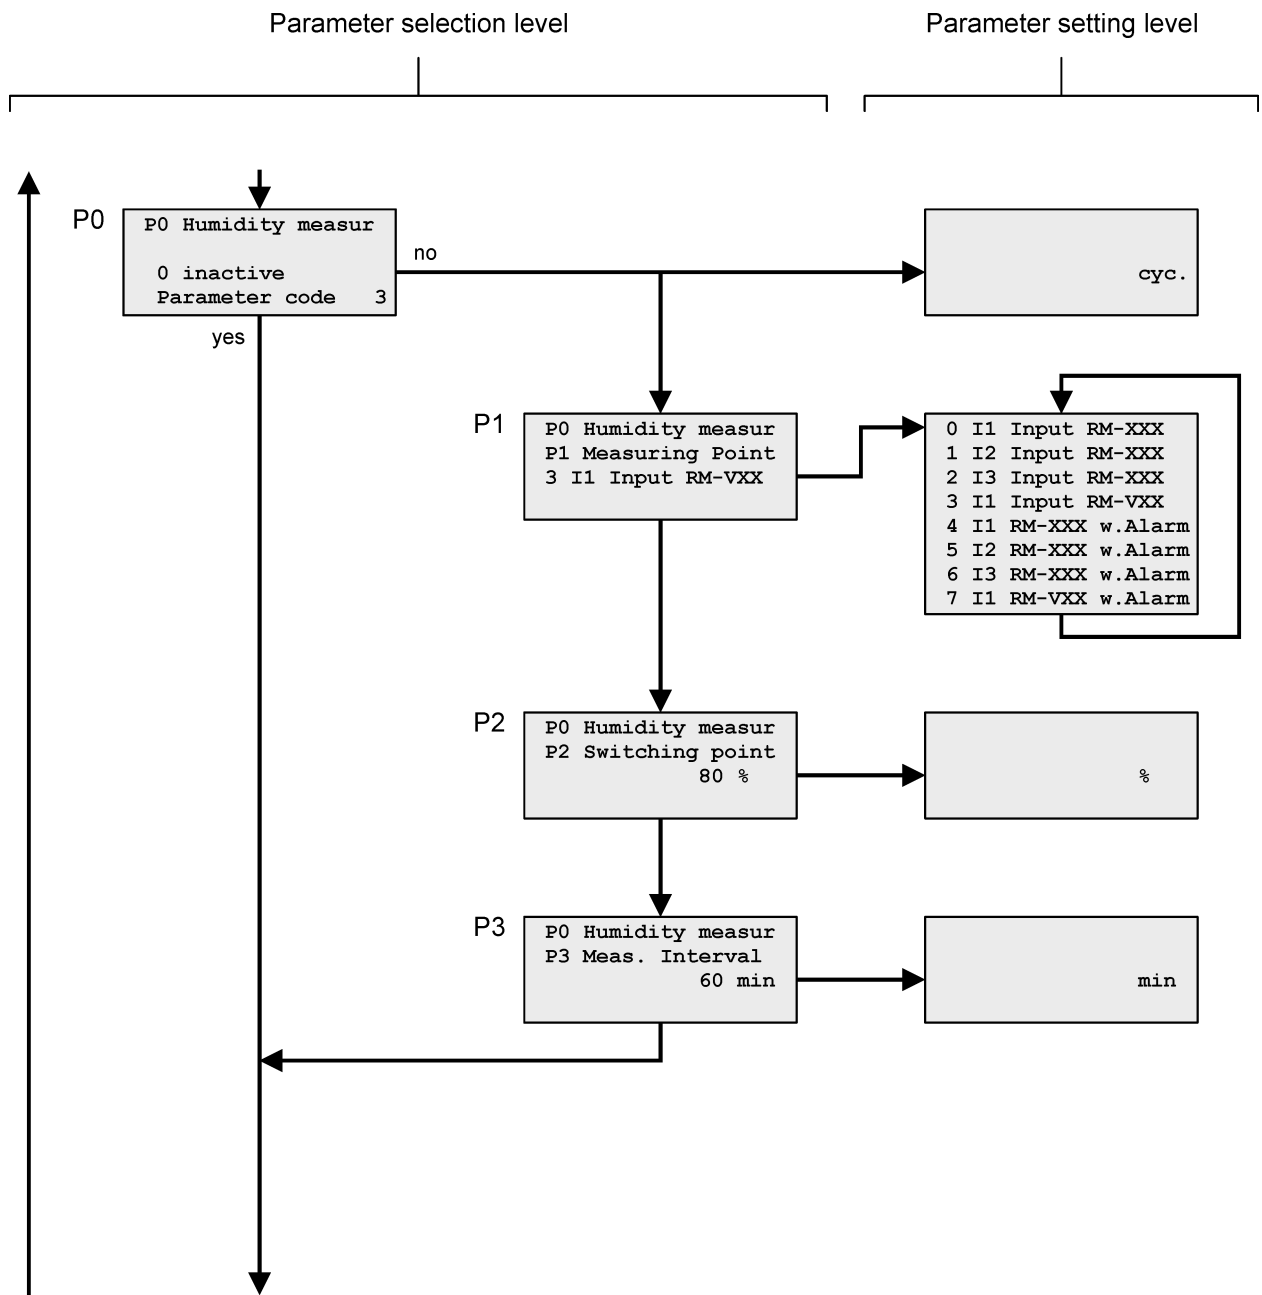 Parameter selection level
Parameter setting level
P0
P0 Humidity measur
0 inactive
Parameter code 3
no
yes
cyc.
P1
P0 Humidity measur
P1 Measuring Point
3 I1 Input RM-VXX
0 I1 Input RM-XXX
1 I2 Input RM-XXX
2 I3 Input RM-XXX
3 I1 Input RM-VXX
4 I1 RM-XXX w.Alarm
5 I2 RM-XXX w.Alarm
6 I3 RM-XXX w.Alarm
7 I1 RM-VXX w.Alarm
P2
P0 Humidity measur
P2 Switching point
80 %
%
P3
P0 Humidity measur
P3 Meas. Interval
60 min
min